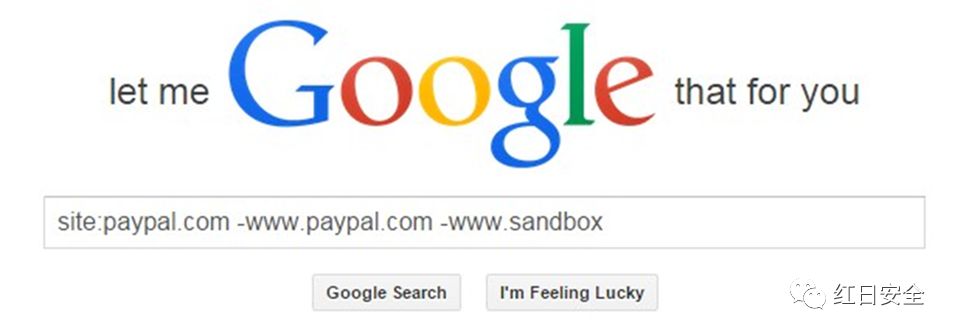 let me Google that for you
site:paypal.com -www.paypal.com -www.sandbox
Google Search I'm Feeling Lucky
红日安全